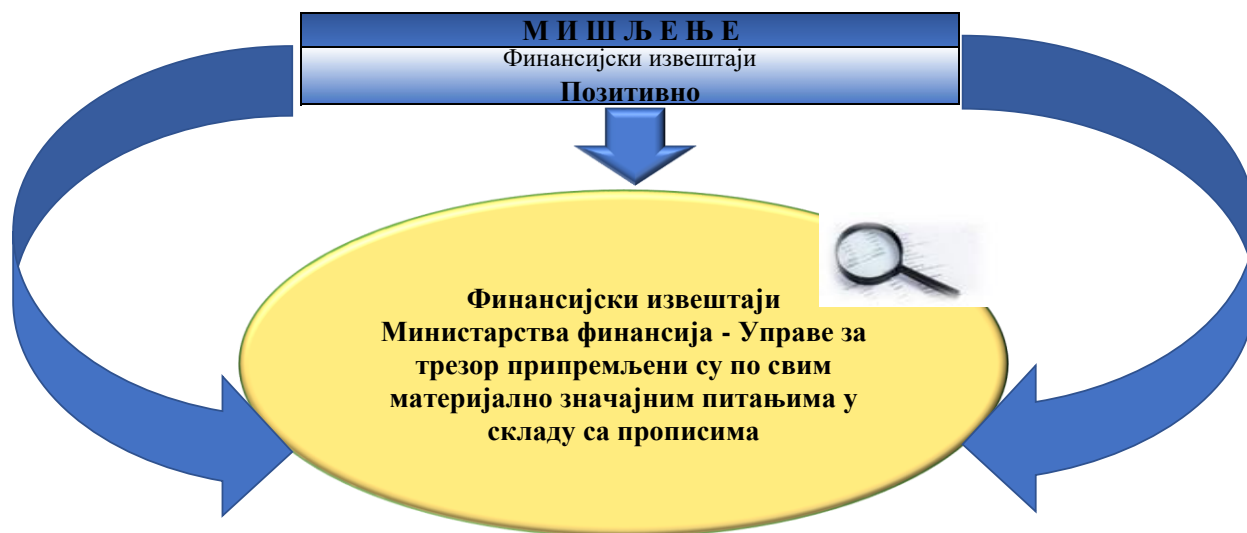 М И Ш Љ Е Њ Е
Финансијски извештаји
Позитивно
Финансијски извештаји
Министарства финансија - Управе за
трезор припремљени су по свим
материјално значајним питањима у
складу са прописима